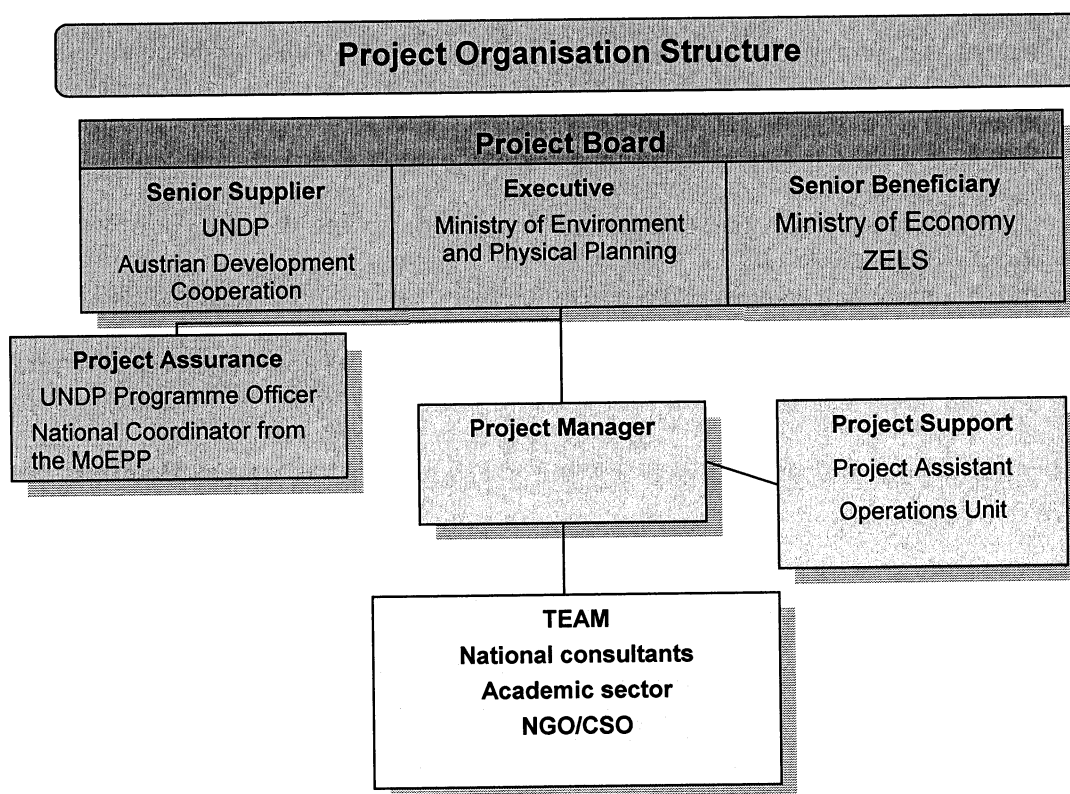 Project Organisation Structure
Project Board
Senior Supplier
UNDP
Austrian Development
Cooperation
Executive
Ministry of Environment
and Physical Planning
Senior Beneficiary
Ministry of Economy
ZELS
Project Assurance
UNDP Programme Officer
National Coordinator from
the MoEPP
Project Manager
Project Support
Project Assistant
Operations Unit
TEAM
National consultants
Academic sector
NGO/CSO